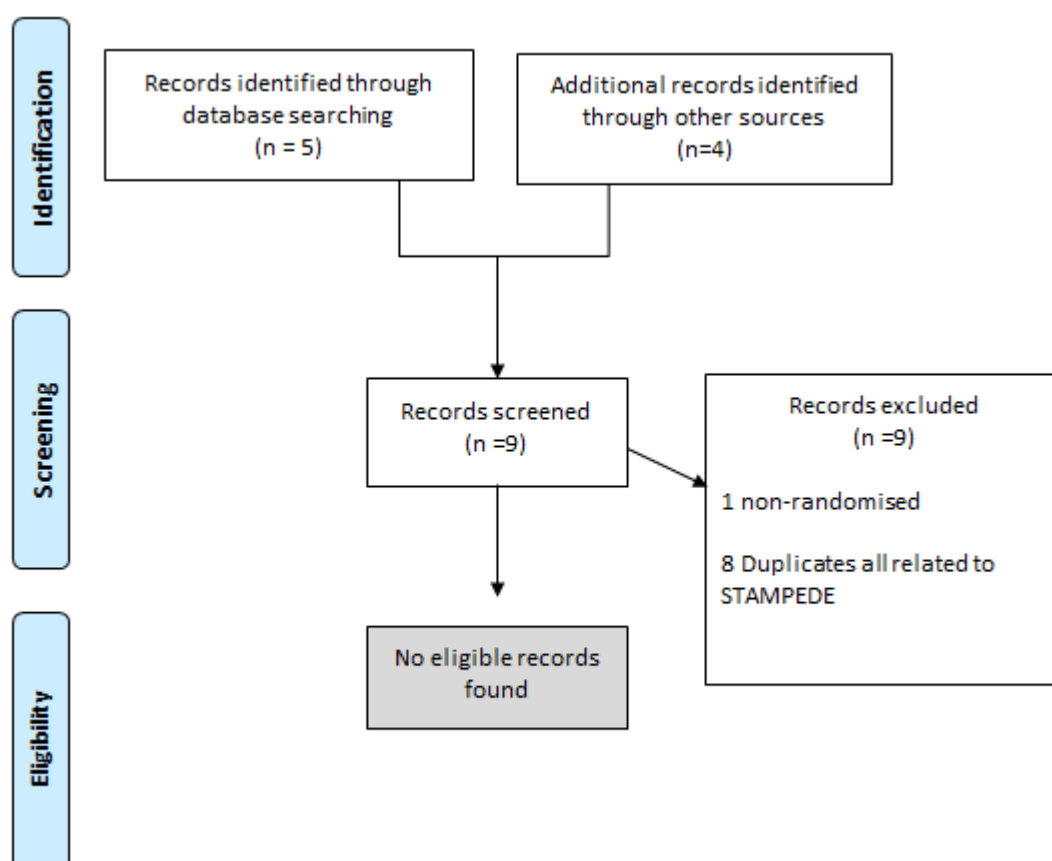 Identification
Records identified through
database searching
(n = 5)
Additional records identified
through other sources
(n=4)
Screening
Records screened
(n =9)
Records excluded
(n =9)
1 non-randomised
8 Duplicates all related to
STAMPEDE
Eligibility
No eligible records
found